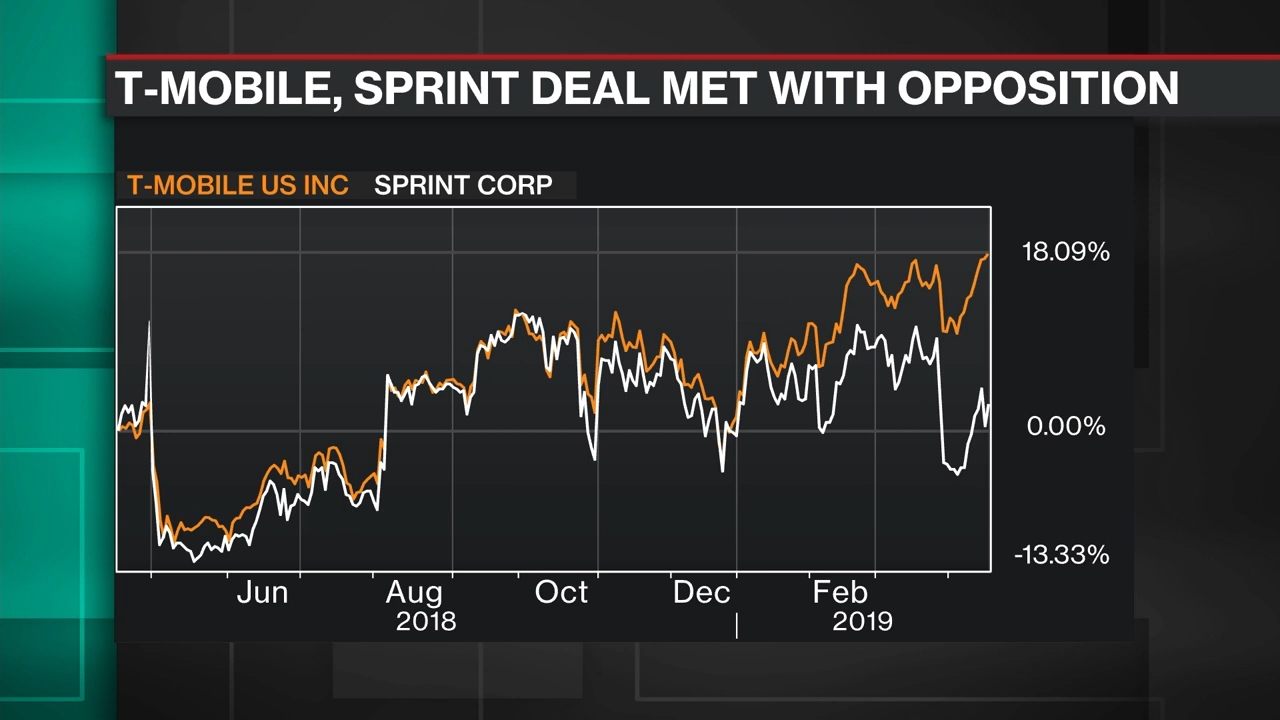 T-MOBILE, SPRINT DEAL MET WITH OPPOSITION
T-MOBILE US INC SPRINT CORP
18.09%
0.00%
-13.33%
Jun Aug Oct Dec Feb
2018 2019